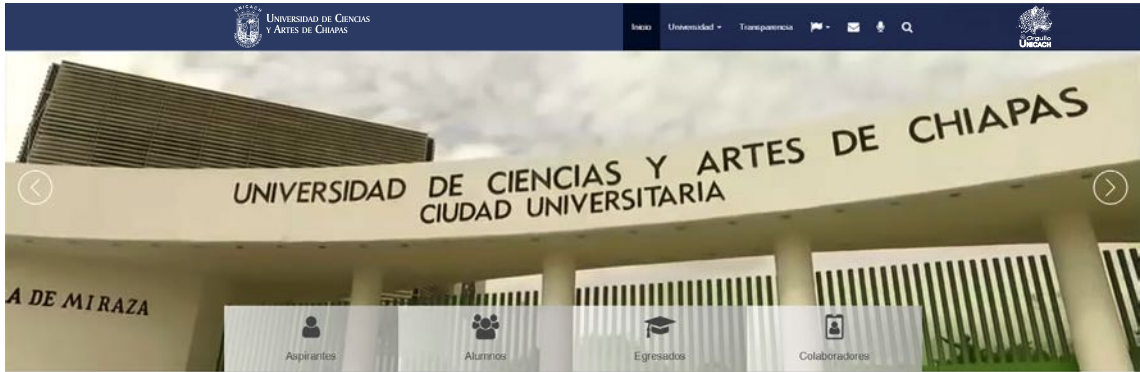 UNICACH
UNIVERSIDAD DE CIENCIAS
Y ARTES DE CHIAPAS
Inicio Universidad Transparencia
Orgullo
UNICACH
UNIVERSIDAD DE CIENCIAS Y ARTES DE CHIAPAS
CIUDAD UNIVERSITARIA
A DE MI RAZA
Aspirantes Alumnos Egresados Colaboradores